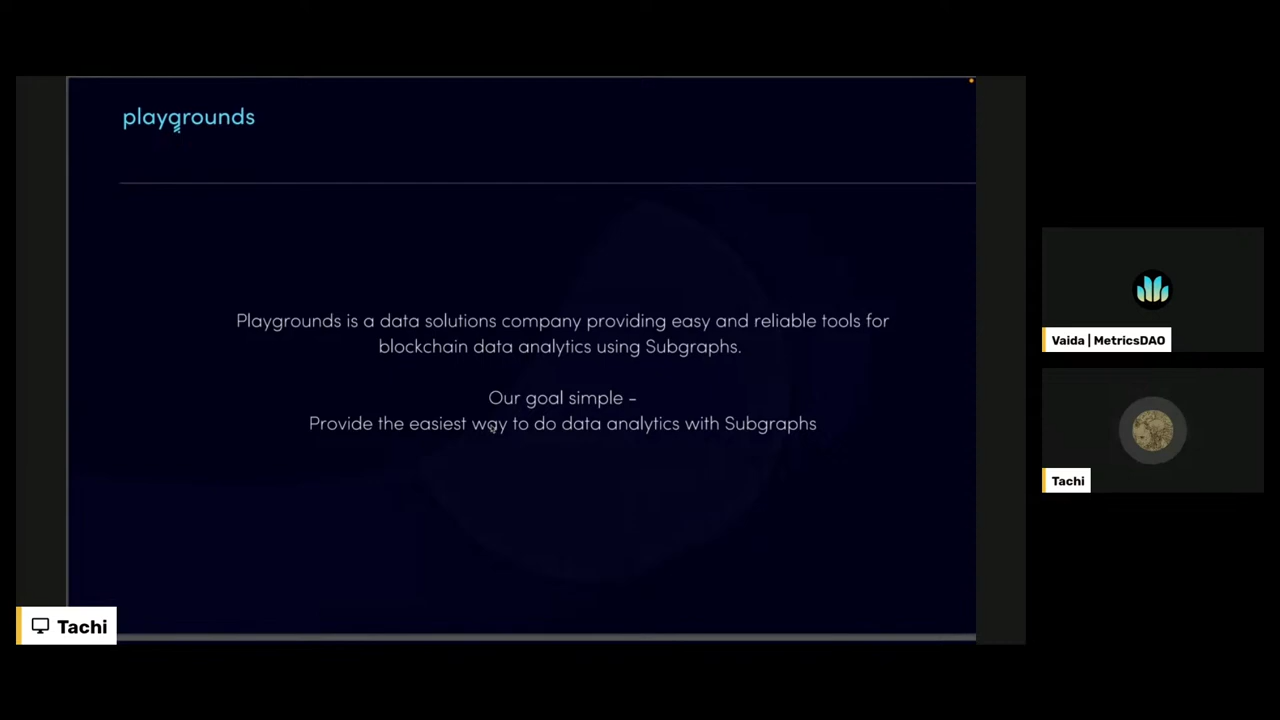 playgrounds
Playgrounds is a data solutions company providing easy and reliable tools for
blockchain data analytics using Subgraphs.
Our goal simple -
Provide the easiest way to do data analytics with Subgraphs
Vaida | MetricsDAO
Tachi
Tachi